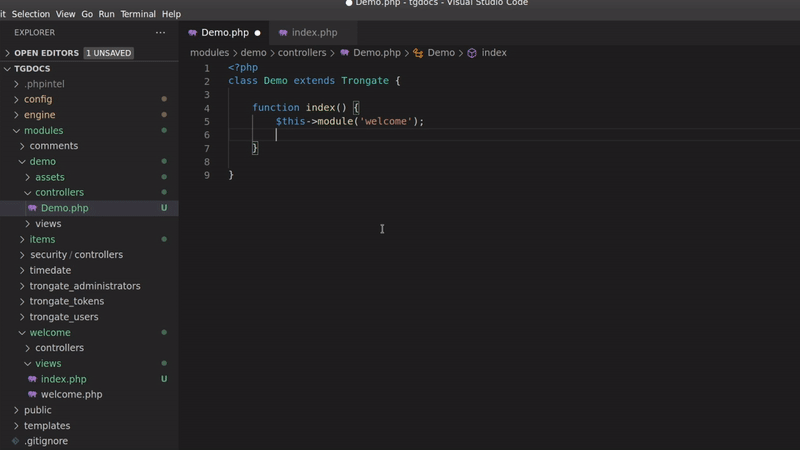 Demo.php - tgdocs - Visual Studio Code
it Selection View Go Run Terminal Help
EXPLORER ···
OPEN EDITORS 1 UNSAVED
TGDOCS
.phpintel
config
engine
modules
comments
demo
assets
controllers
Demo.php U
views
items
security / controllers
timedate
trongate_administrators
trongate_tokens
trongate_users
welcome
controllers
views
index.php U
welcome.php
public
templates
.gitignore
Demo.php index.php
modules > demo > controllers > Demo.php > Demo > index
1 <?php
2 class Demo extends Trongate {
3
4 function index() {
5 $this->module('welcome');
6
7 }
8
9 }